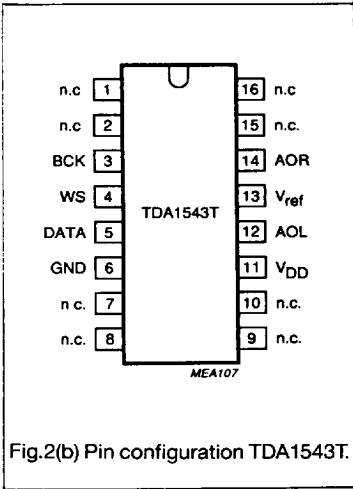 n.c 1 16 n.c
n.c 2 15 n.c.
BCK 3 14 AOR
WS 4 13 Vref
TDA1543T
DATA 5 12 AOL
GND 6 11 VDD
n c. 7 10 n.c.
n.c. 8 9 n.c.
MEA107
Fig.2(b) Pin configuration TDA1543T.